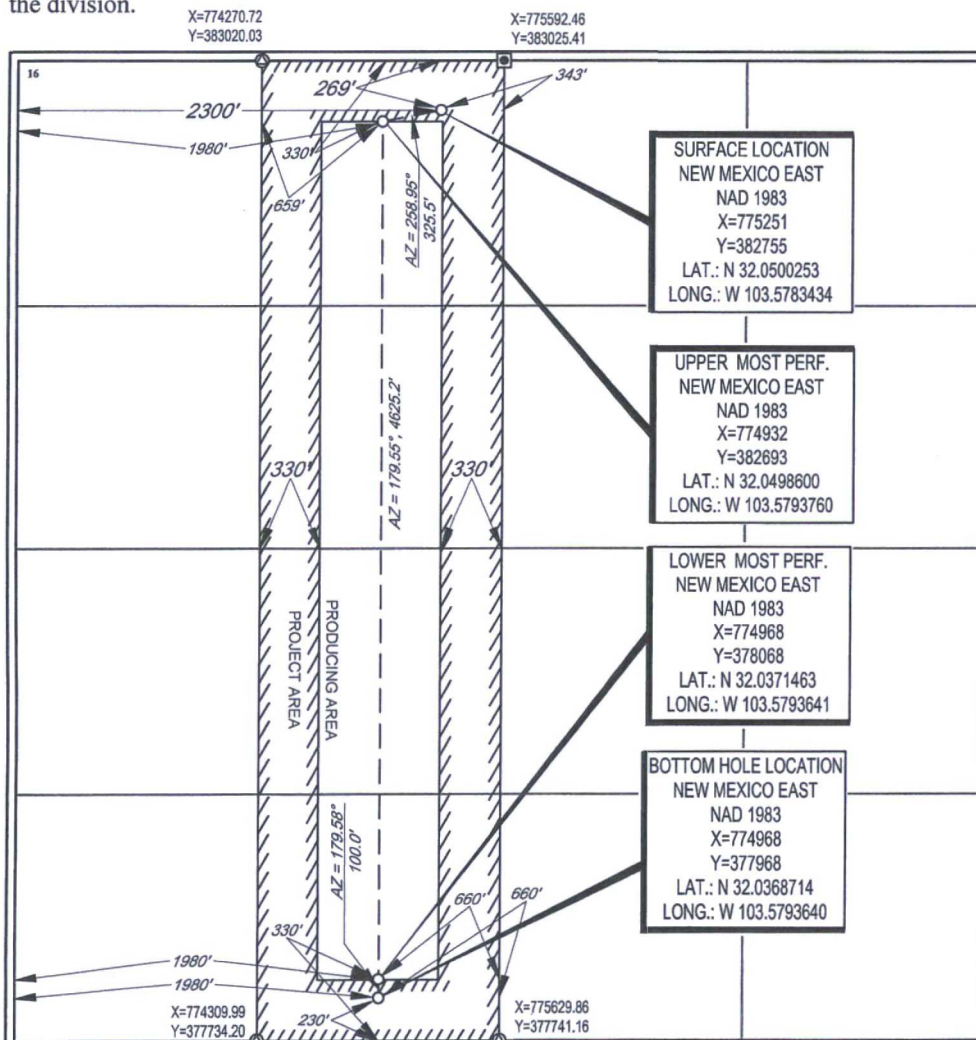 the division.
X=774270.72
Y=383020.03
X=775592.46
Y=383025.41
16
269'
343'
2300'
1980'
330'
659'
AZ = 258.95°
325.5'
SURFACE LOCATION
NEW MEXICO EAST
NAD 1983
X=775251
Y=382755
LAT.: N 32.0500253
LONG.: W 103.5783434
UPPER MOST PERF.
NEW MEXICO EAST
NAD 1983
X=774932
Y=382693
LAT.: N 32.0498600
LONG.: W 103.5793760
AZ = 179.55°, 4625.2'
330'
330'
PROJECT AREA
PRODUCING AREA
LOWER MOST PERF.
NEW MEXICO EAST
NAD 1983
X=774968
Y=378068
LAT.: N 32.0371463
LONG.: W 103.5793641
BOTTOM HOLE LOCATION
NEW MEXICO EAST
NAD 1983
X=774968
Y=377968
LAT.: N 32.0368714
LONG.: W 103.5793640
AZ = 179.58°
100.0'
660'
660'
330'
1980'
1980'
230'
X=774309.99
Y=377734.20
X=775629.86
Y=377741.16